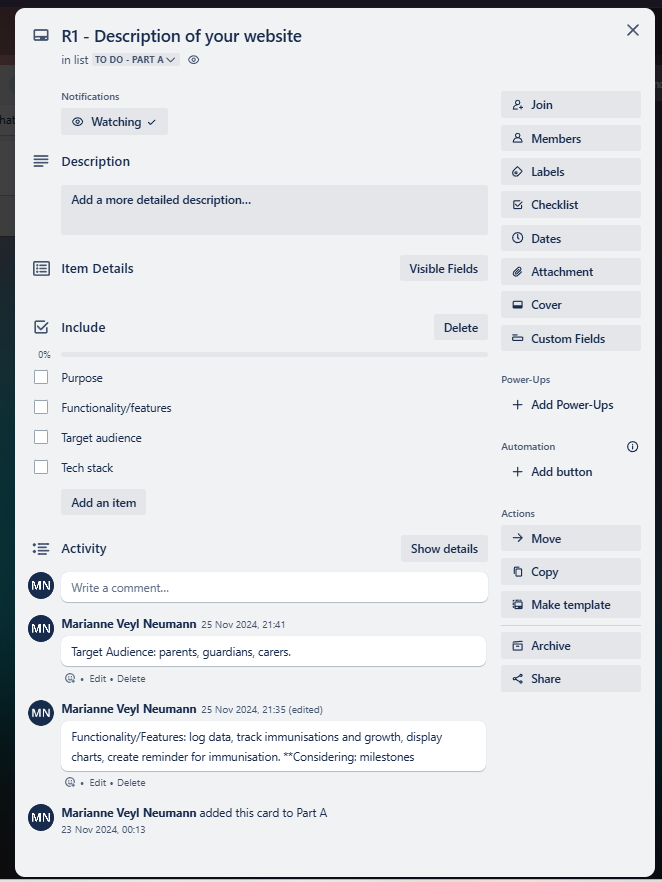 R1 - Description of your website
in list TO DO - PART A
Notifications
Watching
Description
Add a more detailed description...
Item Details
Visible Fields
Include
Delete
0%
Purpose
Functionality/features
Target audience
Tech stack
Add an item
Activity
Show details
MN
Write a comment...
MN
Marianne Veyl Neumann 25 Nov 2024, 21:41
Target Audience: parents, guardians, carers.
• Edit • Delete
MN
Marianne Veyl Neumann 25 Nov 2024, 21:35 (edited)
Functionality/Features: log data, track immunisations and growth, display
charts, create reminder for immunisation. **Considering: milestones
• Edit • Delete
MN
Marianne Veyl Neumann added this card to Part A
23 Nov 2024, 00:13
Join
Members
Labels
Checklist
Dates
Attachment
Cover
Custom Fields
Power-Ups
+ Add Power-Ups
Automation
+ Add button
Actions
Move
Copy
Make template
Archive
Share